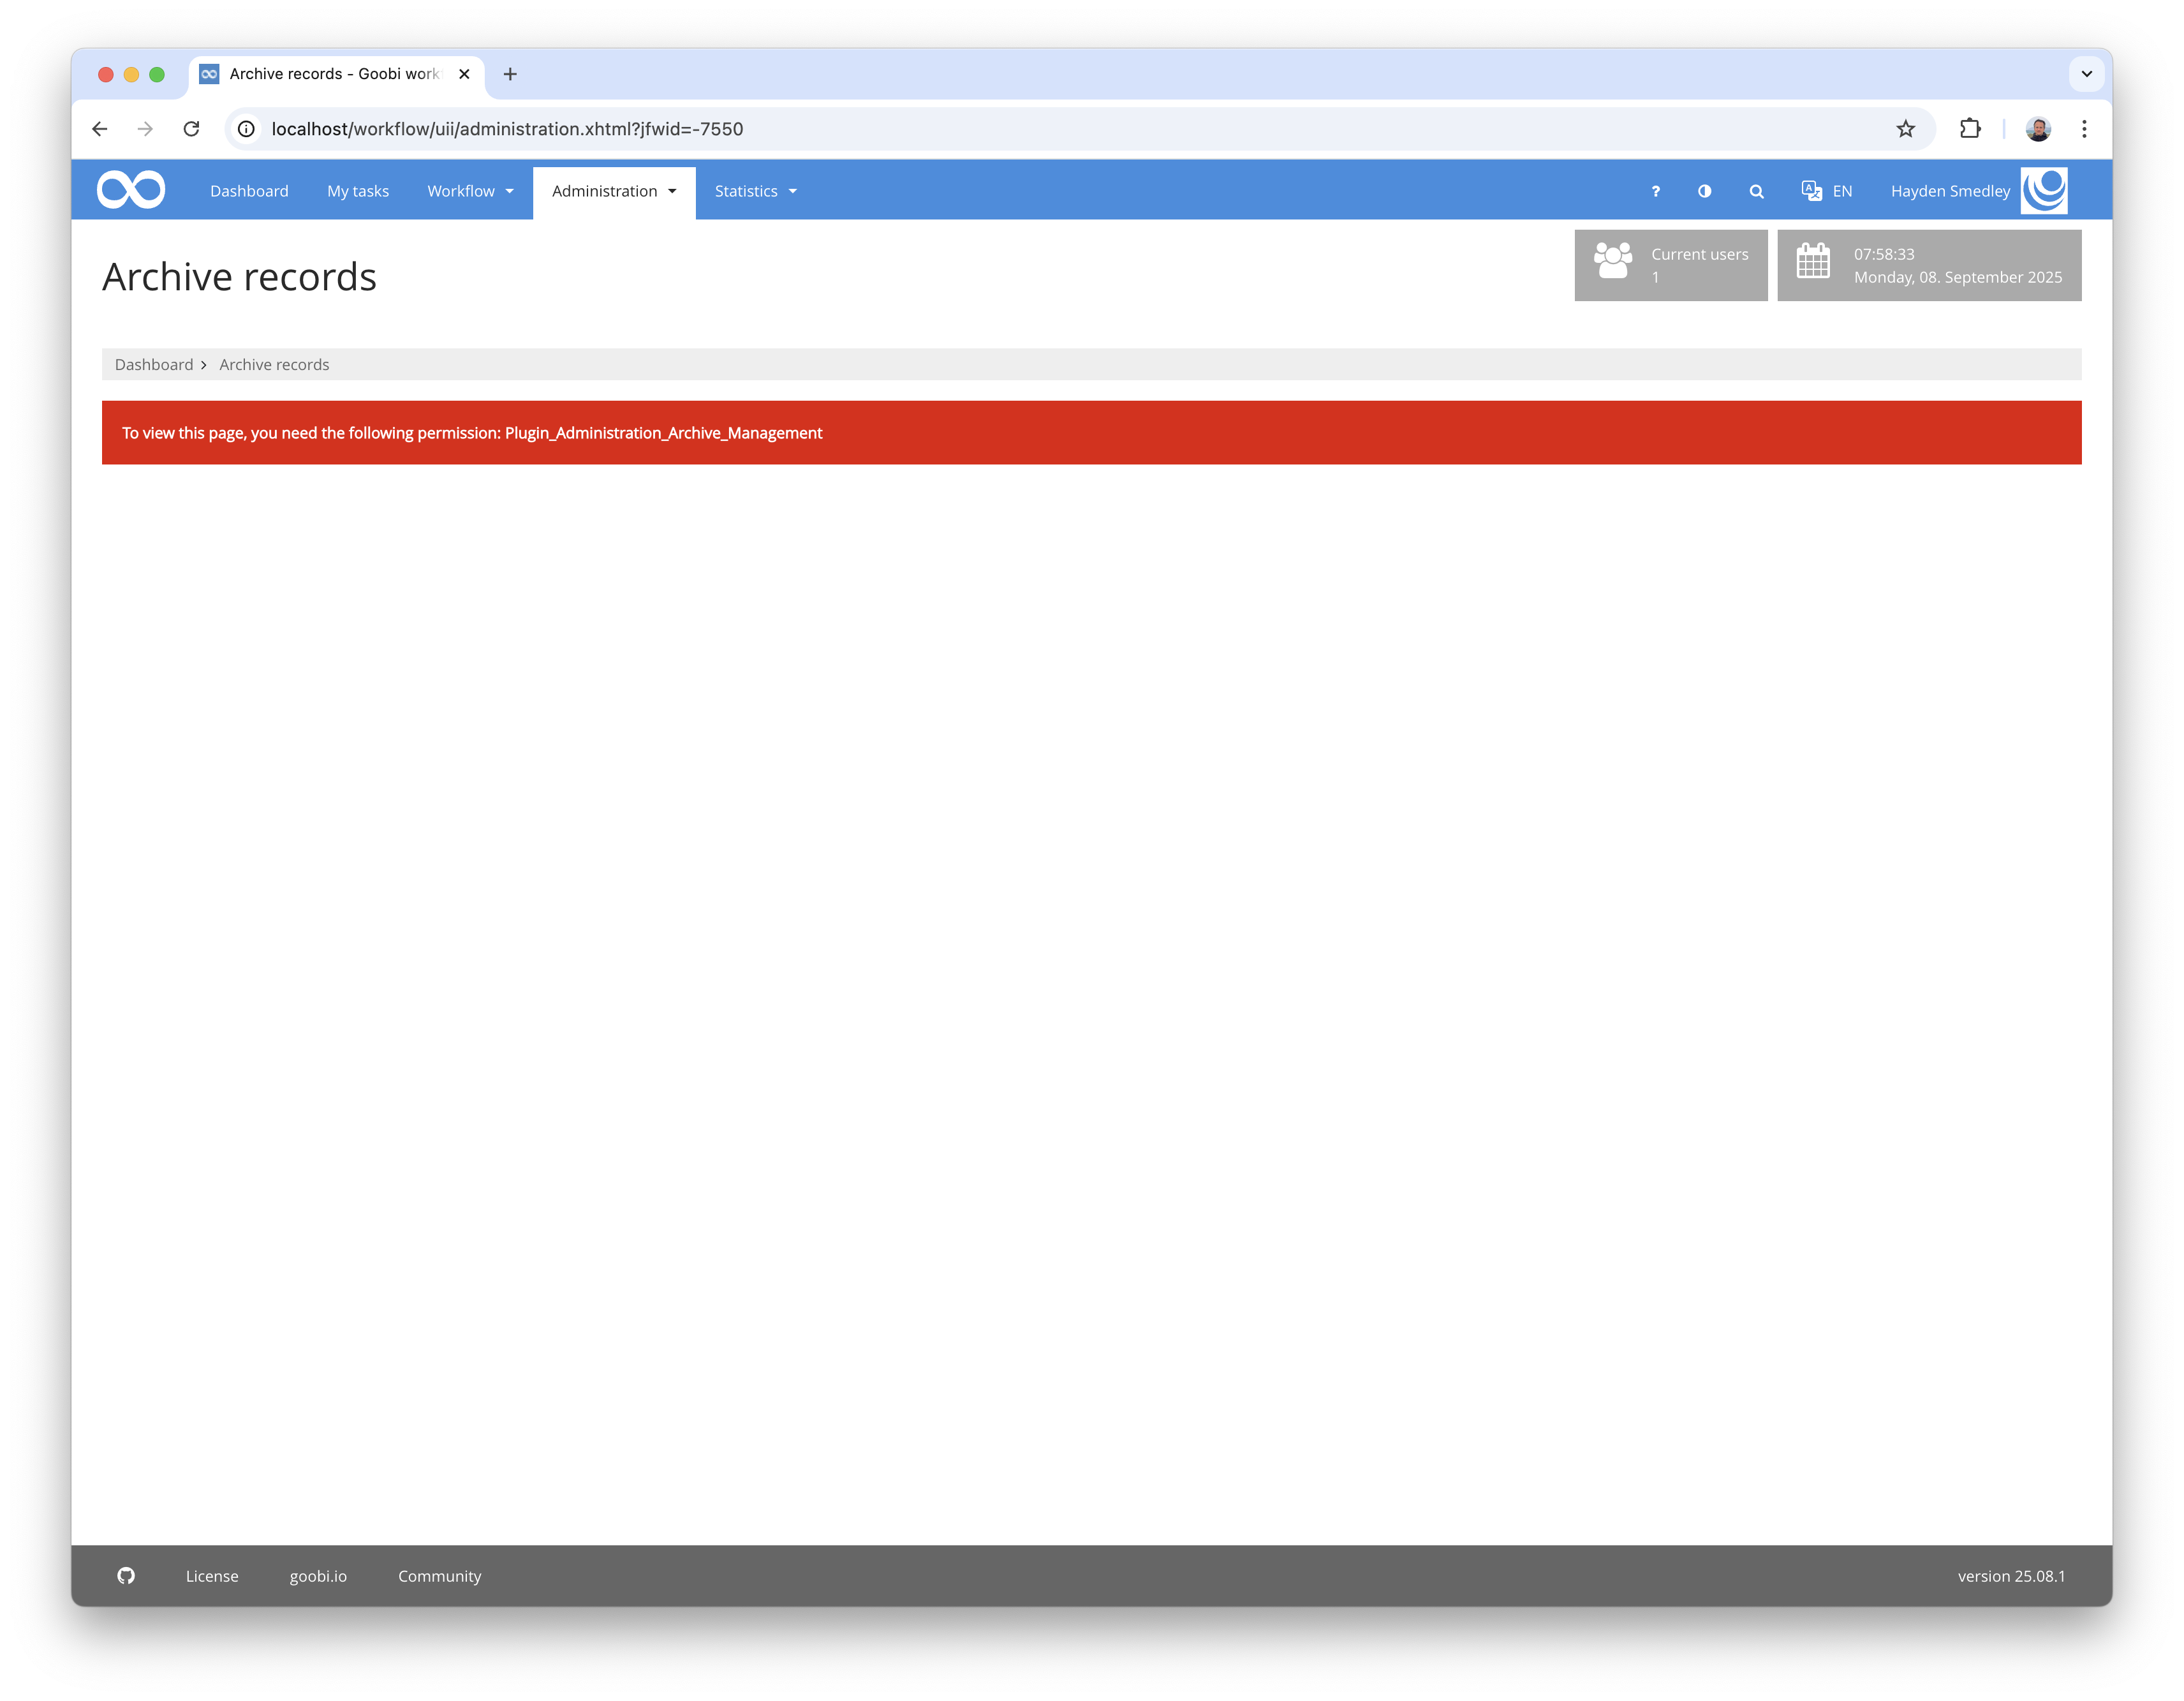 Archive records - Goobi work
localhost/workflow/uii/administration.xhtml?jfwid=-7550
Dashboard My tasks Workflow Administration Statistics ? EN Hayden Smedley
Archive records
Current users
1
07:58:33
Monday, 08. September 2025
Dashboard > Archive records
To view this page, you need the following permission: Plugin_Administration_Archive_Management
License goobi.io Community version 25.08.1